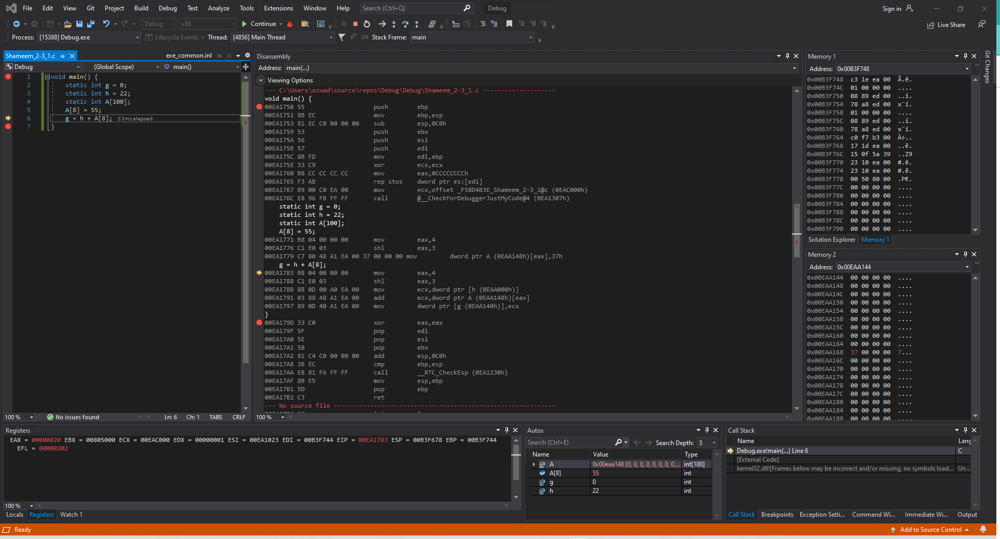 File Edit View Git Project Build Debug Test Analyze Tools Extensions Window Help Search (Ctrl+Q) Debug Sign in
Debug x86 Continue Live Share
Process: [15388] Debug.exe Lifecycle Events Thread: [4856] Main Thread Stack Frame: main
Shameem_2-3_1.c exe_common.inl
Debug (Global Scope) main()
1 void main() {
2 static int g = 0;
3 static int h = 22;
4 static int A[100];
5 A[8] = 55;
6 g = h + A[8]; ≤1ms elapsed
7 }
100 % No issues found Ln: 6 Ch: 1 TABS CRLF
Disassembly
Address: main(...)
Viewing Options
--- C:\Users\azwad\source\repos\Debug\Debug\Shameem_2-3_1.c --------------------
void main() {
00EA1750 55 push ebp
00EA1751 8B EC mov ebp,esp
00EA1753 81 EC C0 00 00 00 sub esp,0C0h
00EA1759 53 push ebx
00EA175A 56 push esi
00EA175B 57 push edi
00EA175C 8B FD mov edi,ebp
00EA175E 33 C9 xor ecx,ecx
00EA1760 B8 CC CC CC CC mov eax,0CCCCCCCCh
00EA1765 F3 AB rep stos dword ptr es:[edi]
00EA1767 B9 00 C0 EA 00 mov ecx,offset _F58D4B3E_Shameem_2-3_1@c (0EAC000h)
00EA176C E8 96 FB FF FF call @__CheckForDebuggerJustMyCode@4 (0EA1307h)
static int g = 0;
static int h = 22;
static int A[100];
A[8] = 55;
00EA1771 B8 04 00 00 00 mov eax,4
00EA1776 C1 E0 03 shl eax,3
00EA1779 C7 80 48 A1 EA 00 37 00 00 00 mov dword ptr A (0EAA148h)[eax],37h
g = h + A[8];
00EA1783 B8 04 00 00 00 mov eax,4
00EA1788 C1 E0 03 shl eax,3
00EA178B 8B 0D 00 A0 EA 00 mov ecx,dword ptr [h (0EAA000h)]
00EA1791 03 88 48 A1 EA 00 add ecx,dword ptr A (0EAA148h)[eax]
00EA1797 89 0D 40 A1 EA 00 mov dword ptr [g (0EAA140h)],ecx
}
00EA179D 33 C0 xor eax,eax
00EA179F 5F pop edi
00EA17A0 5E pop esi
00EA17A1 5B pop ebx
00EA17A2 81 C4 C0 00 00 00 add esp,0C0h
00EA17A8 3B EC cmp ebp,esp
00EA17AA E8 81 FA FF FF call __RTC_CheckEsp (0EA1230h)
00EA17AF 8B E5 mov esp,ebp
00EA17B1 5D pop ebp
00EA17B2 C3 ret
--- No source file -------------------------------------------------------------
100 %
Memory 1
Address: 0x00B3F748
0x00B3F748 c3 1e ea 00 Ã.ê.
0x00B3F74C 01 00 00 00 ....
0x00B3F750 08 89 ed 00 ..í.
0x00B3F754 78 a8 ed 00 x¨í.
0x00B3F758 01 00 00 00 ....
0x00B3F75C 08 89 ed 00 ..í.
0x00B3F760 78 a8 ed 00 x¨í.
0x00B3F764 c0 f7 b3 00 À÷..
0x00B3F768 17 1d ea 00 ..ê.
0x00B3F76C 15 0f 5a 39 ..Z9
0x00B3F770 23 10 ea 00 #.ê.
0x00B3F774 23 10 ea 00 #.ê.
0x00B3F778 00 50 80 00 .P€.
0x00B3F77C 00 00 00 00 ....
0x00B3F780 00 00 00 00 ....
0x00B3F784 00 00 00 00 ....
0x00B3F788 00 00 00 00 ....
0x00B3F78C 00 00 00 00 ....
0x00B3F790 00 00 00 00 ....
Solution Explorer Memory 1
Git Changes
Memory 2
Address: 0x00EAA144
0x00EAA144 00 00 00 00 ....
0x00EAA148 00 00 00 00 ....
0x00EAA14C 00 00 00 00 ....
0x00EAA150 00 00 00 00 ....
0x00EAA154 00 00 00 00 ....
0x00EAA158 00 00 00 00 ....
0x00EAA15C 00 00 00 00 ....
0x00EAA160 00 00 00 00 ....
0x00EAA164 00 00 00 00 ....
0x00EAA168 37 00 00 00 7...
0x00EAA16C 00 00 00 00 ....
0x00EAA170 00 00 00 00 ....
0x00EAA174 00 00 00 00 ....
0x00EAA178 00 00 00 00 ....
0x00EAA17C 00 00 00 00 ....
0x00EAA180 00 00 00 00 ....
0x00EAA184 00 00 00 00 ....
0x00EAA188 00 00 00 00 ....
Registers
EAX = 00000020 EBX = 00805000 ECX = 00EAC000 EDX = 00000001 ESI = 00EA1023 EDI = 00B3F744 EIP = 00EA1783 ESP = 00B3F678 EBP = 00B3F744
EFL = 00000202
100 %
Locals Registers Watch 1
Autos
Search (Ctrl+E) Search Depth: 3
Name Value Type
A 0x00eaa148 {0, 0, 0, 0, 0, 0, 0, 0,... int[100]
A[8] 55 int
g 0 int
h 22 int
Call Stack
Name Lang
Debug.exe!main(...) Line 6 C
[External Code]
kernel32.dll![Frames below may be incorrect and/or missing, no symbols load... Un...
Call Stack Breakpoints Exception Setti... Command Wi... Immediate Wi... Output
Ready Add to Source Control